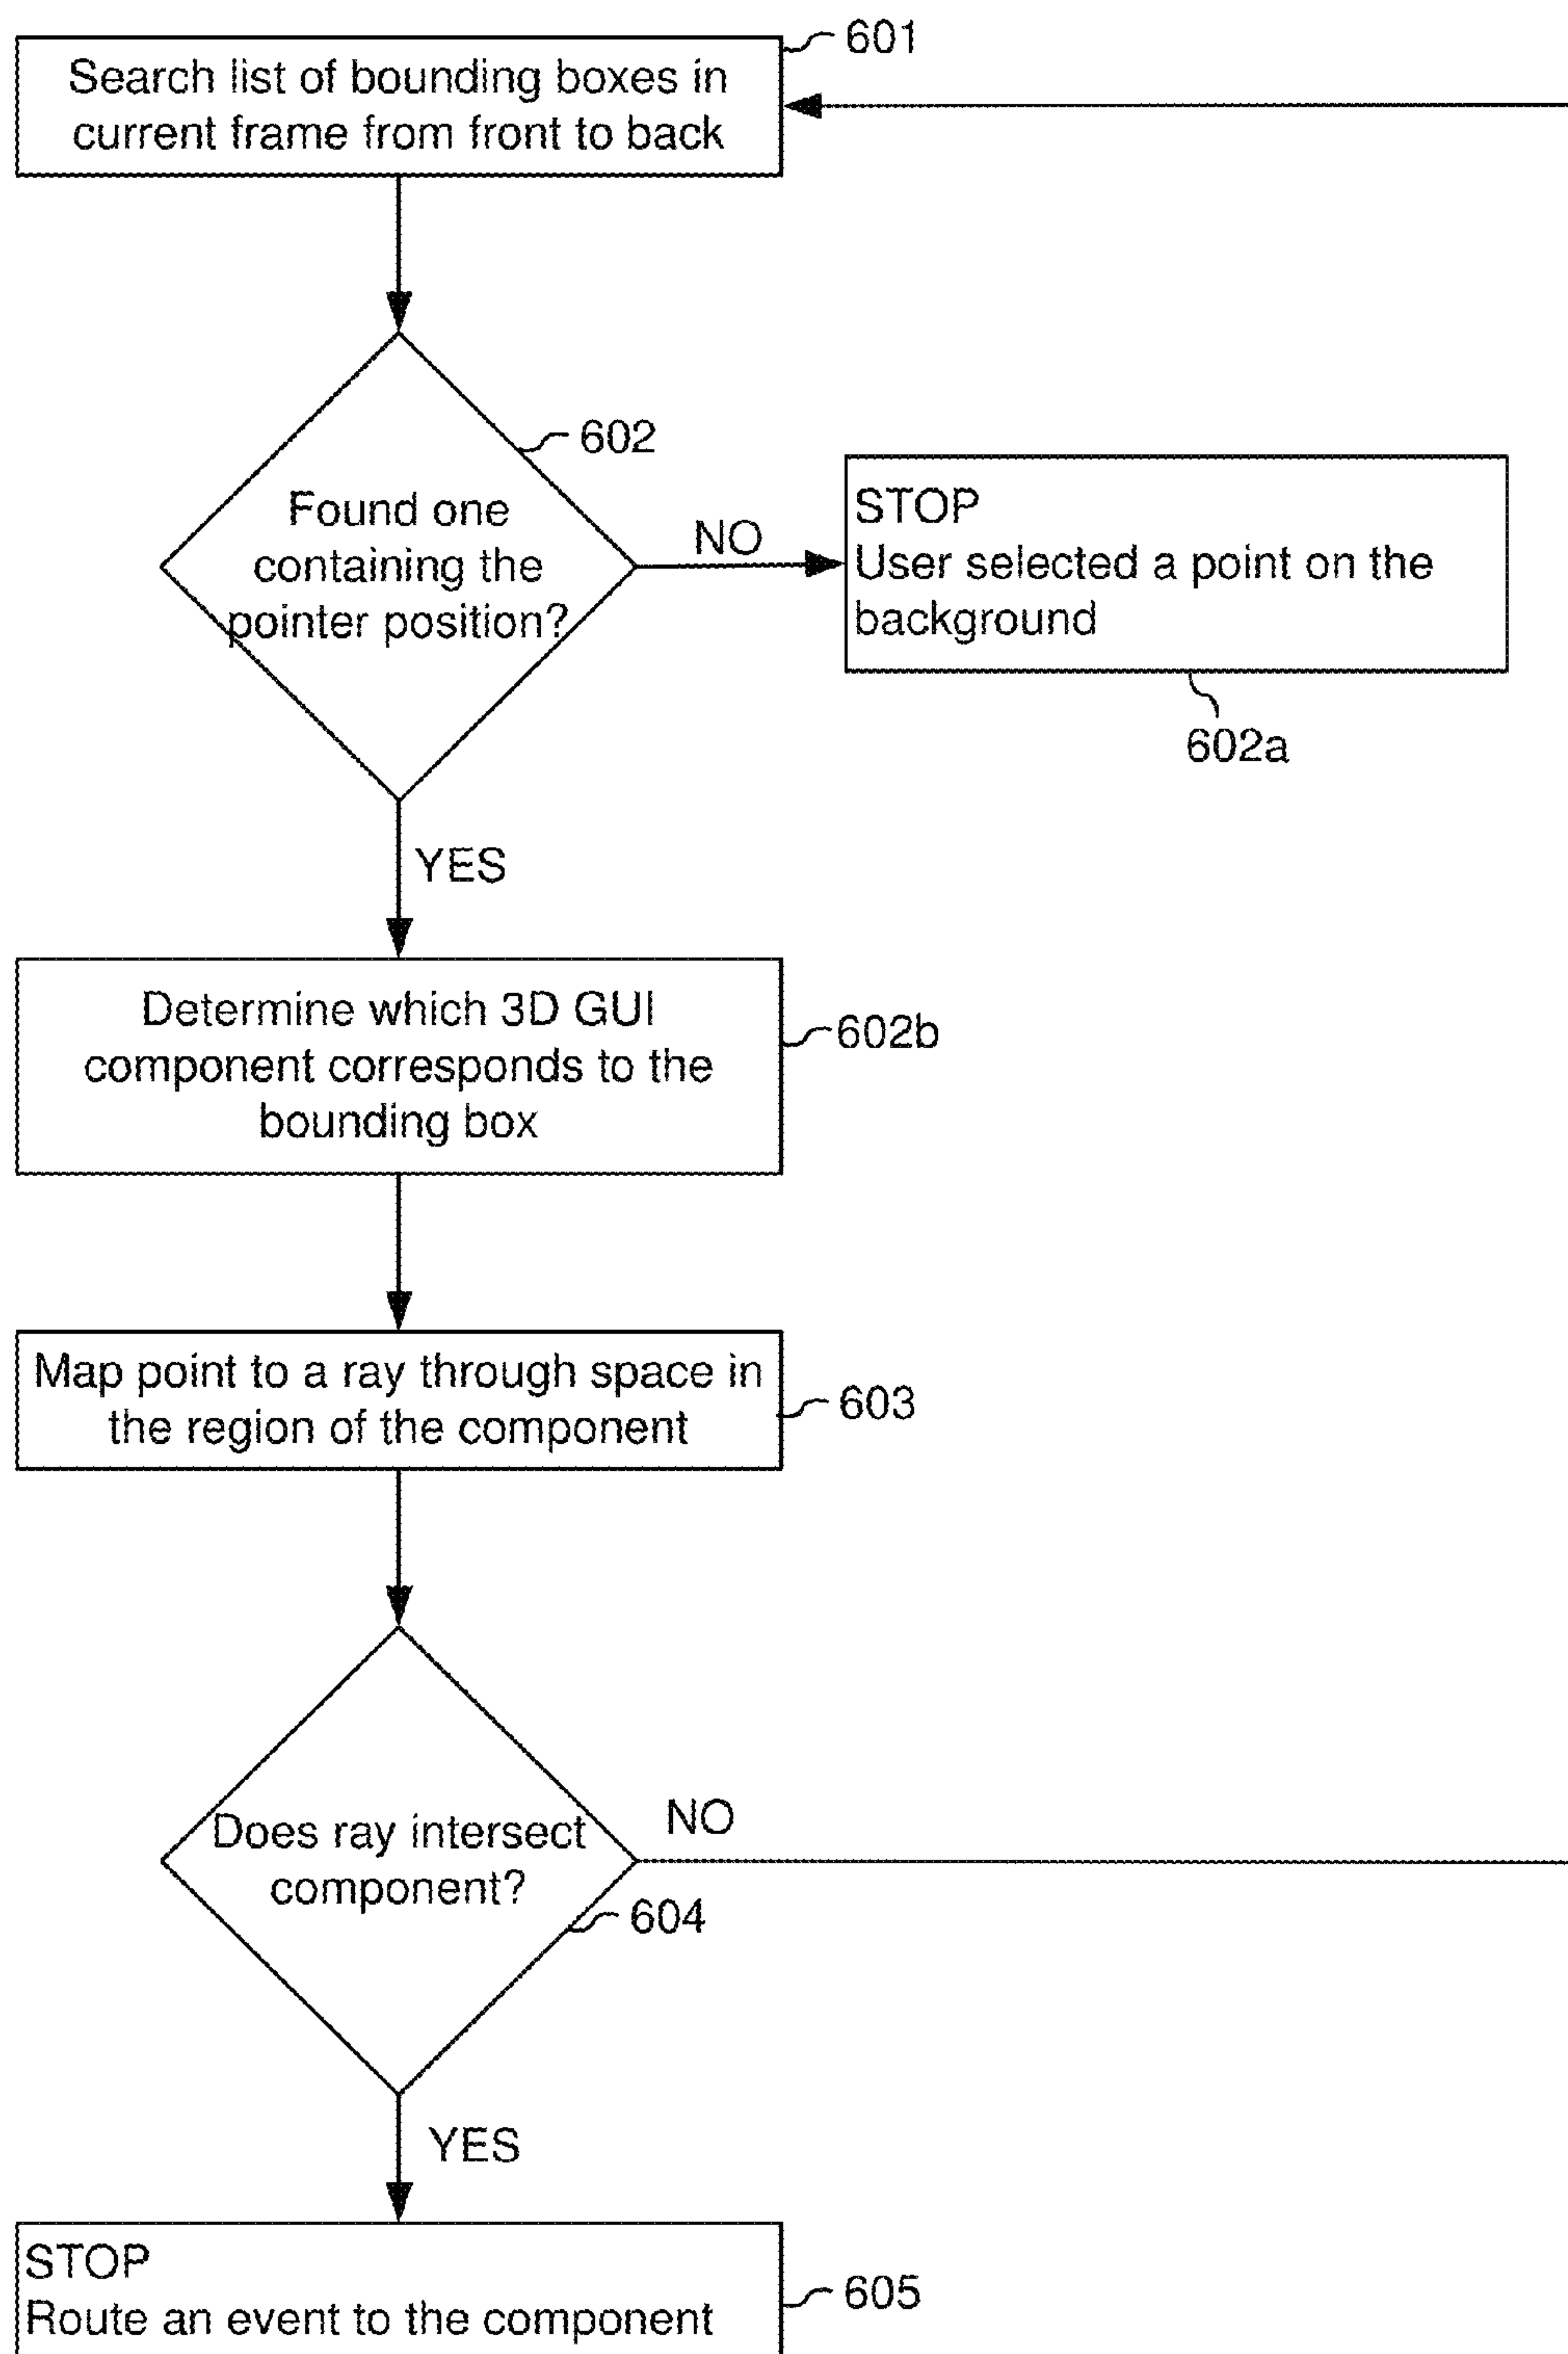 601
Search list of bounding boxes in
current frame from front to back
602
Found one
containing the
pointer position?
NO
STOP
User selected a point on the
background
602a
YES
Determine which 3D GUI
component corresponds to the
bounding box
602b
Map point to a ray through space in
the region of the component
603
Does ray intersect
component?
NO
604
YES
STOP
Route an event to the component
605